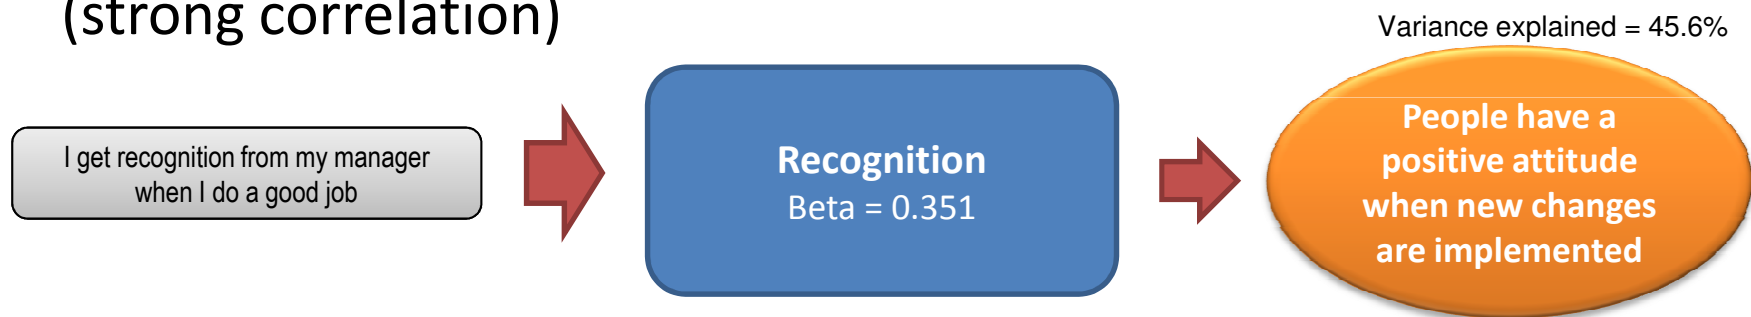 (strong correlation)
Variance explained = 45.6%
I get recognition from my manager
when I do a good job
Recognition
Beta = 0.351
People have a
positive attitude
when new changes
are implemented